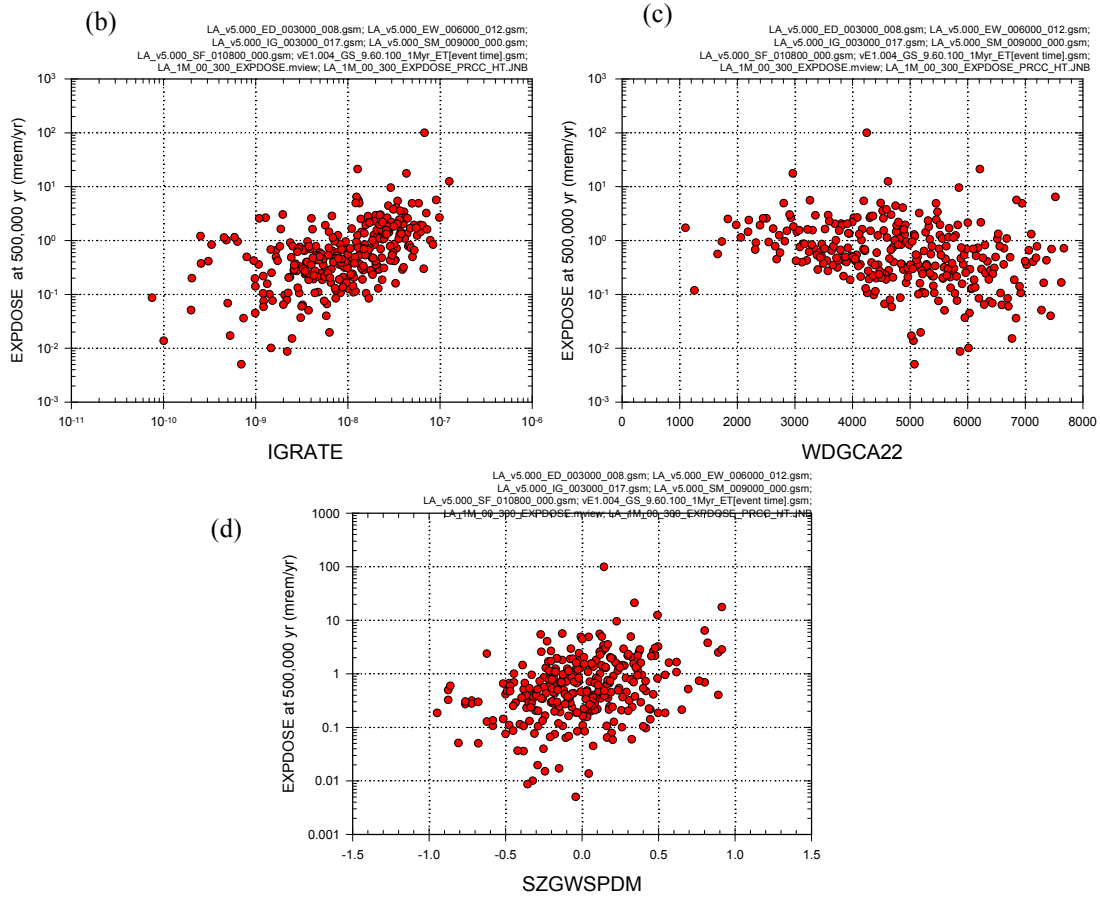 (b)
LA_v5.000_ED_003000_008.gsm; LA_v5.000_EW_006000_012.gsm;
LA_v5.000_IG_003000_017.gsm; LA_v5.000_SM_009000_000.gsm;
LA_v5.000_SF_010800_000.gsm; vE1.004_GS_9.60.100_1Myr_ET[event time].gsm;
LA_1M_00_300_EXPDOSE.mview; LA_1M_00_300_EXPDOSE_PRCC_HT.JNB
EXPDOSE at 500,000 yr (mrem/yr)
10³
10²
10¹
10⁰
10⁻¹
10⁻²
10⁻³
10⁻¹¹ 10⁻¹⁰ 10⁻⁹ 10⁻⁸ 10⁻⁷ 10⁻⁶
IGRATE
(c)
LA_v5.000_ED_003000_008.gsm; LA_v5.000_EW_006000_012.gsm;
LA_v5.000_IG_003000_017.gsm; LA_v5.000_SM_009000_000.gsm;
LA_v5.000_SF_010800_000.gsm; vE1.004_GS_9.60.100_1Myr_ET[event time].gsm;
LA_1M_00_300_EXPDOSE.mview; LA_1M_00_300_EXPDOSE_PRCC_HT.JNB
EXPDOSE at 500,000 yr (mrem/yr)
10³
10²
10¹
10⁰
10⁻¹
10⁻²
10⁻³
0 1000 2000 3000 4000 5000 6000 7000 8000
WDGCA22
(d)
LA_v5.000_ED_003000_008.gsm; LA_v5.000_EW_006000_012.gsm;
LA_v5.000_IG_003000_017.gsm; LA_v5.000_SM_009000_000.gsm;
LA_v5.000_SF_010800_000.gsm; vE1.004_GS_9.60.100_1Myr_ET[event time].gsm;
LA_1M_00_300_EXPDOSE.mview; LA_1M_00_300_EXPDOSE_PRCC_HT.JNB
EXPDOSE at 500,000 yr (mrem/yr)
1000
100
10
1
0.1
0.01
0.001
-1.5 -1.0 -0.5 0.0 0.5 1.0 1.5
SZGWSPDM